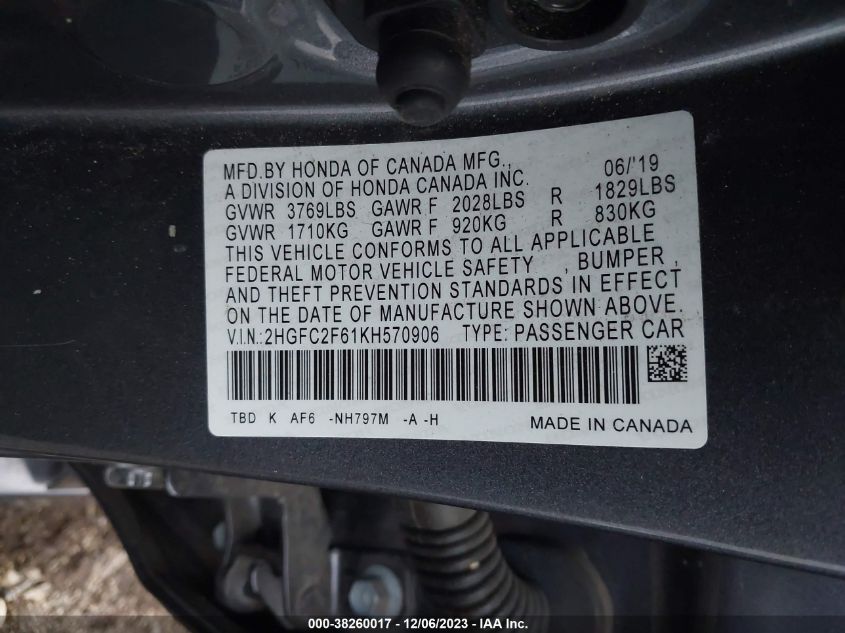 MFD.BY HONDA OF CANADA MFG., 06/'19
A DIVISION OF HONDA CANADA INC.
GVWR 3769LBS GAWR F 2028LBS R 1829LBS
GVWR 1710KG GAWR F 920KG R 830KG
THIS VEHICLE CONFORMS TO ALL APPLICABLE
FEDERAL MOTOR VEHICLE SAFETY , BUMPER ,
AND THEFT PREVENTION STANDARDS IN EFFECT
ON THE DATE OF MANUFACTURE SHOWN ABOVE.
V.I.N.:2HGFC2F61KH570906 TYPE: PASSENGER CAR
TBD K AF6 -NH797M -A -H MADE IN CANADA
000-38260017 - 12/06/2023 - IAA Inc.